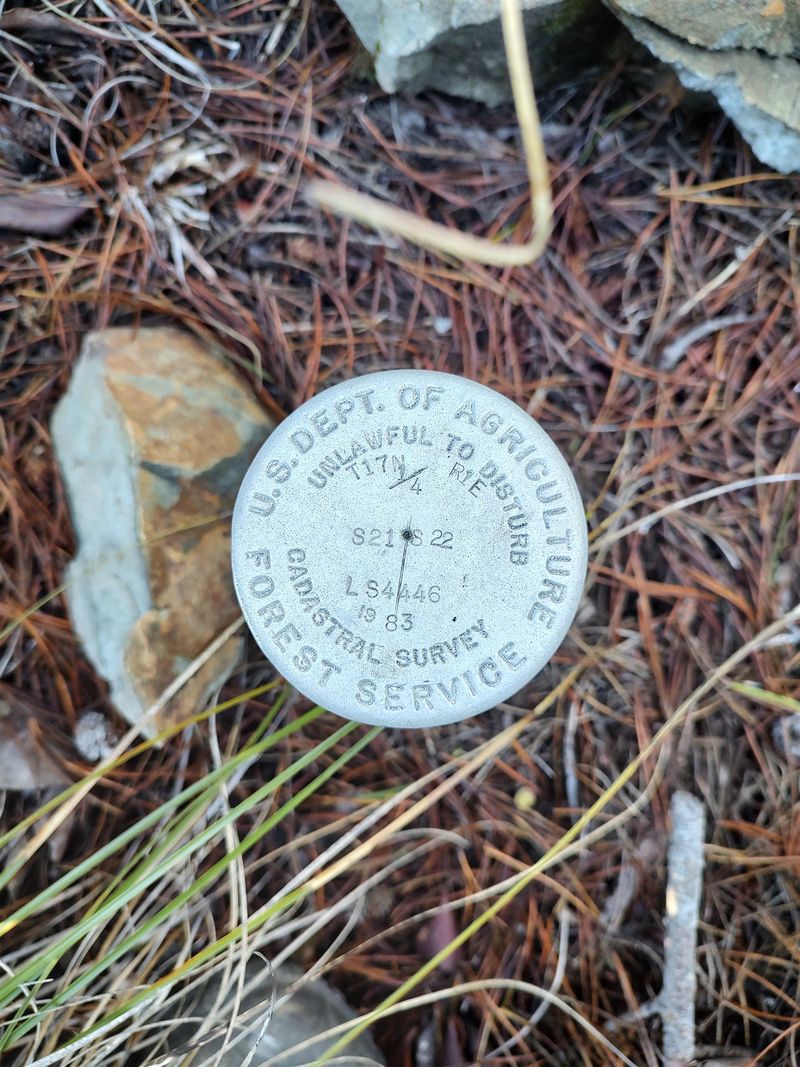 U.S. DEPT. OF AGRICULTURE
UNLAWFUL TO DISTURB
T17N R1E
1/4
S21 S22
LS4446
1983
CADASTRAL SURVEY
FOREST SERVICE